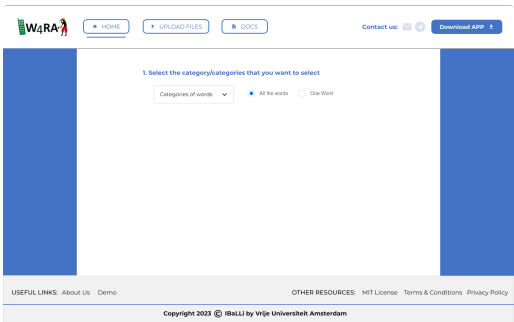 W4RA
HOME
UPLOAD FILES
DOCS
Contact us:
Download APP
1. Select the category/categories that you want to select
Categories of words
All the words
One Word
USEFUL LINKS: About Us Demo
OTHER RESOURCES: MIT License Terms & Conditions Privacy Policy
Copyright 2023 © IBaLLi by Vrije Universiteit Amsterdam